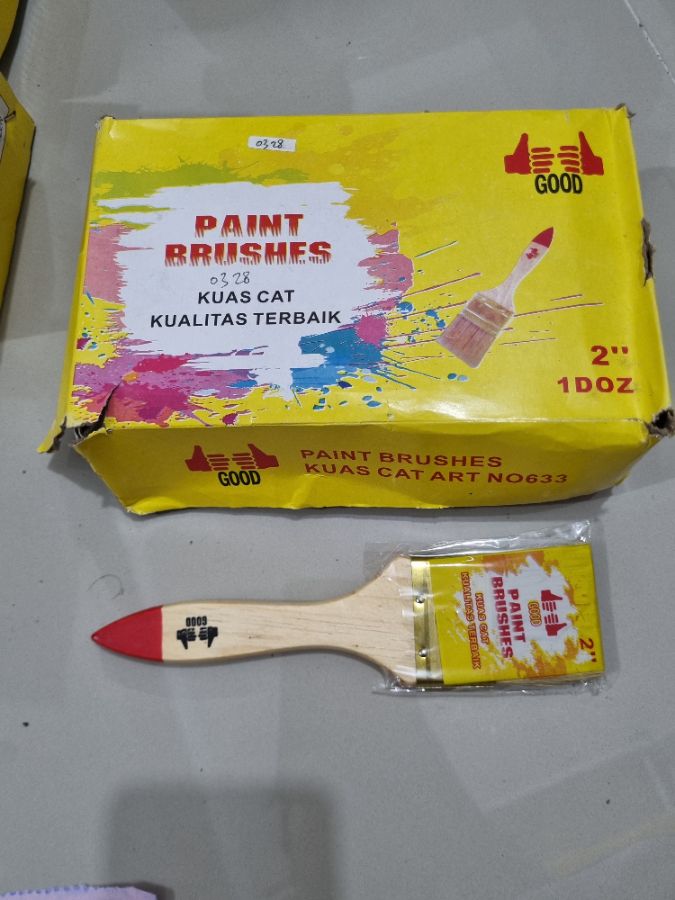 0328
GOOD
PAINT
BRUSHES
0328
KUAS CAT
KUALITAS TERBAIK
2''
1DOZ
GOOD
PAINT BRUSHES
KUAS CAT ART NO633
GOOD
GOOD
PAINT
BRUSHES
KUAS CAT
KUALITAS TERBAIK
2''